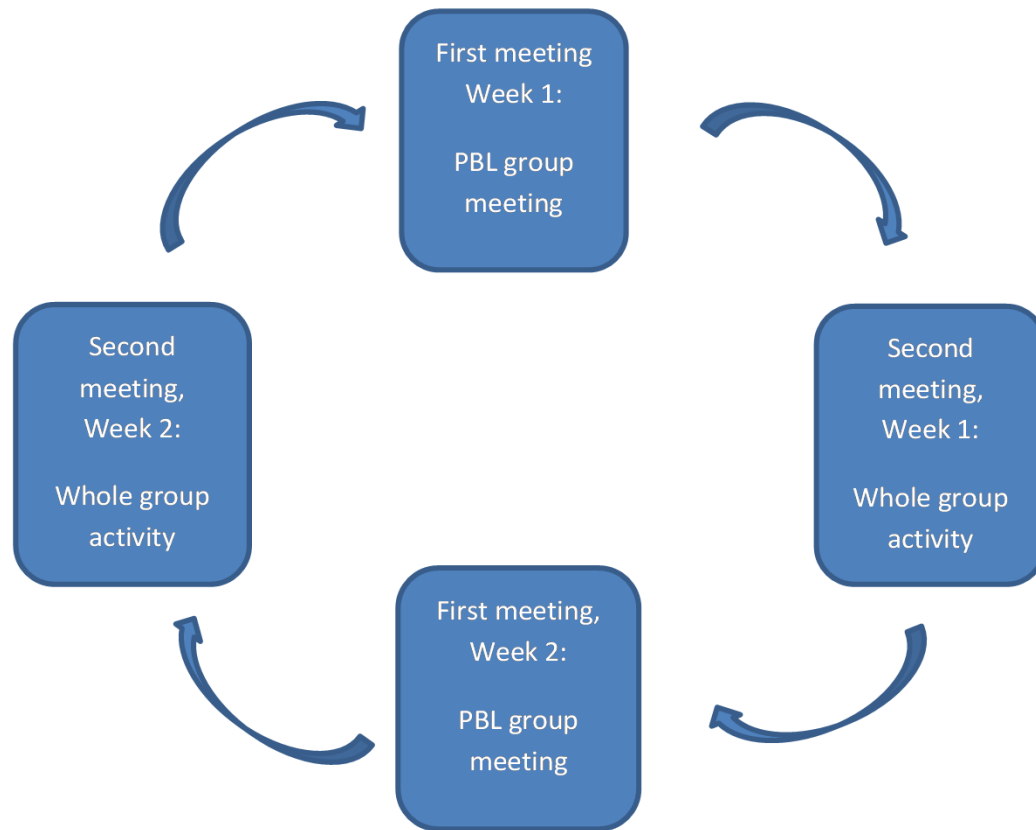 First meeting
Week 1:
PBL group
meeting
Second
meeting,
Week 1:
Whole group
activity
First meeting,
Week 2:
PBL group
meeting
Second
meeting,
Week 2:
Whole group
activity